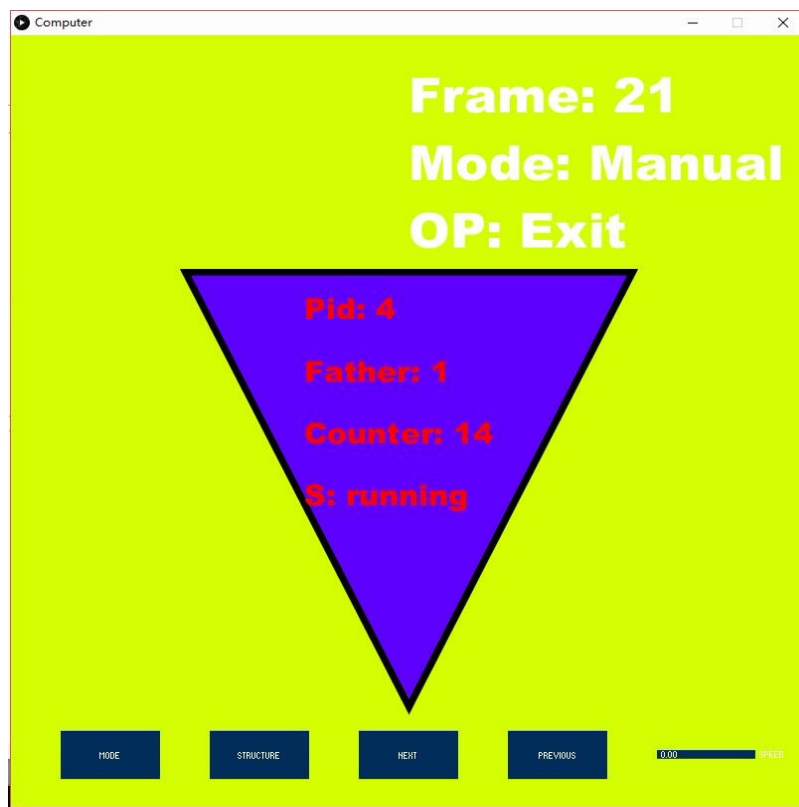 Computer
Frame: 21
Mode: Manual
OP: Exit
Pid: 4
Father: 1
Counter: 14
S: running
MODE
STRUCTURE
NEXT
PREVIOUS
0.00 SPEED